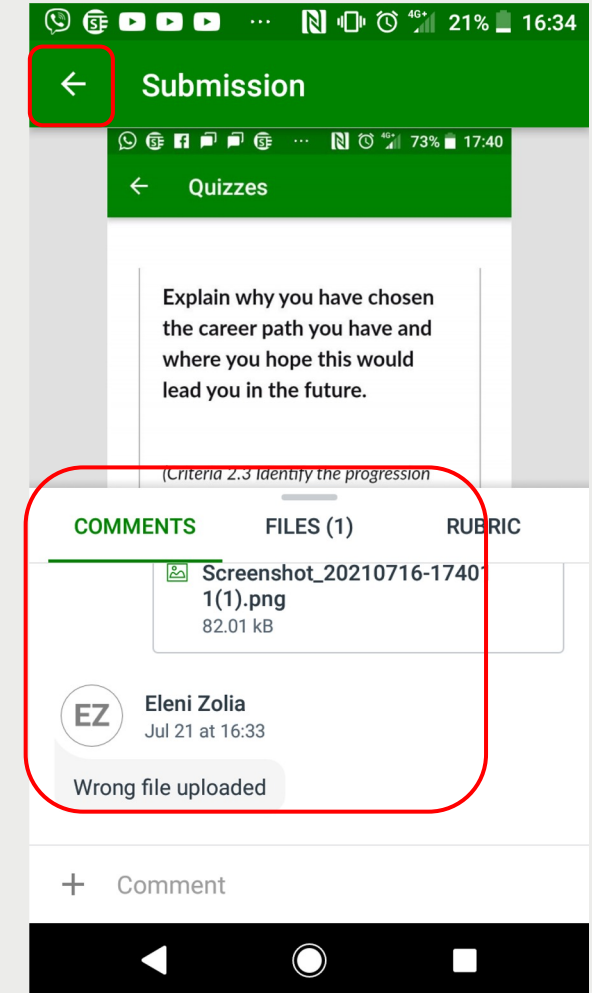 4G+ 21% 16:34
Submission
73% 17:40
Quizzes
Explain why you have chosen
the career path you have and
where you hope this would
lead you in the future.
(Criteria 2.3 Identify the progression
COMMENTS FILES (1) RUBRIC
Screenshot_20210716-17401
1(1).png
82.01 kB
EZ
Eleni Zolia
Jul 21 at 16:33
Wrong file uploaded
+ Comment